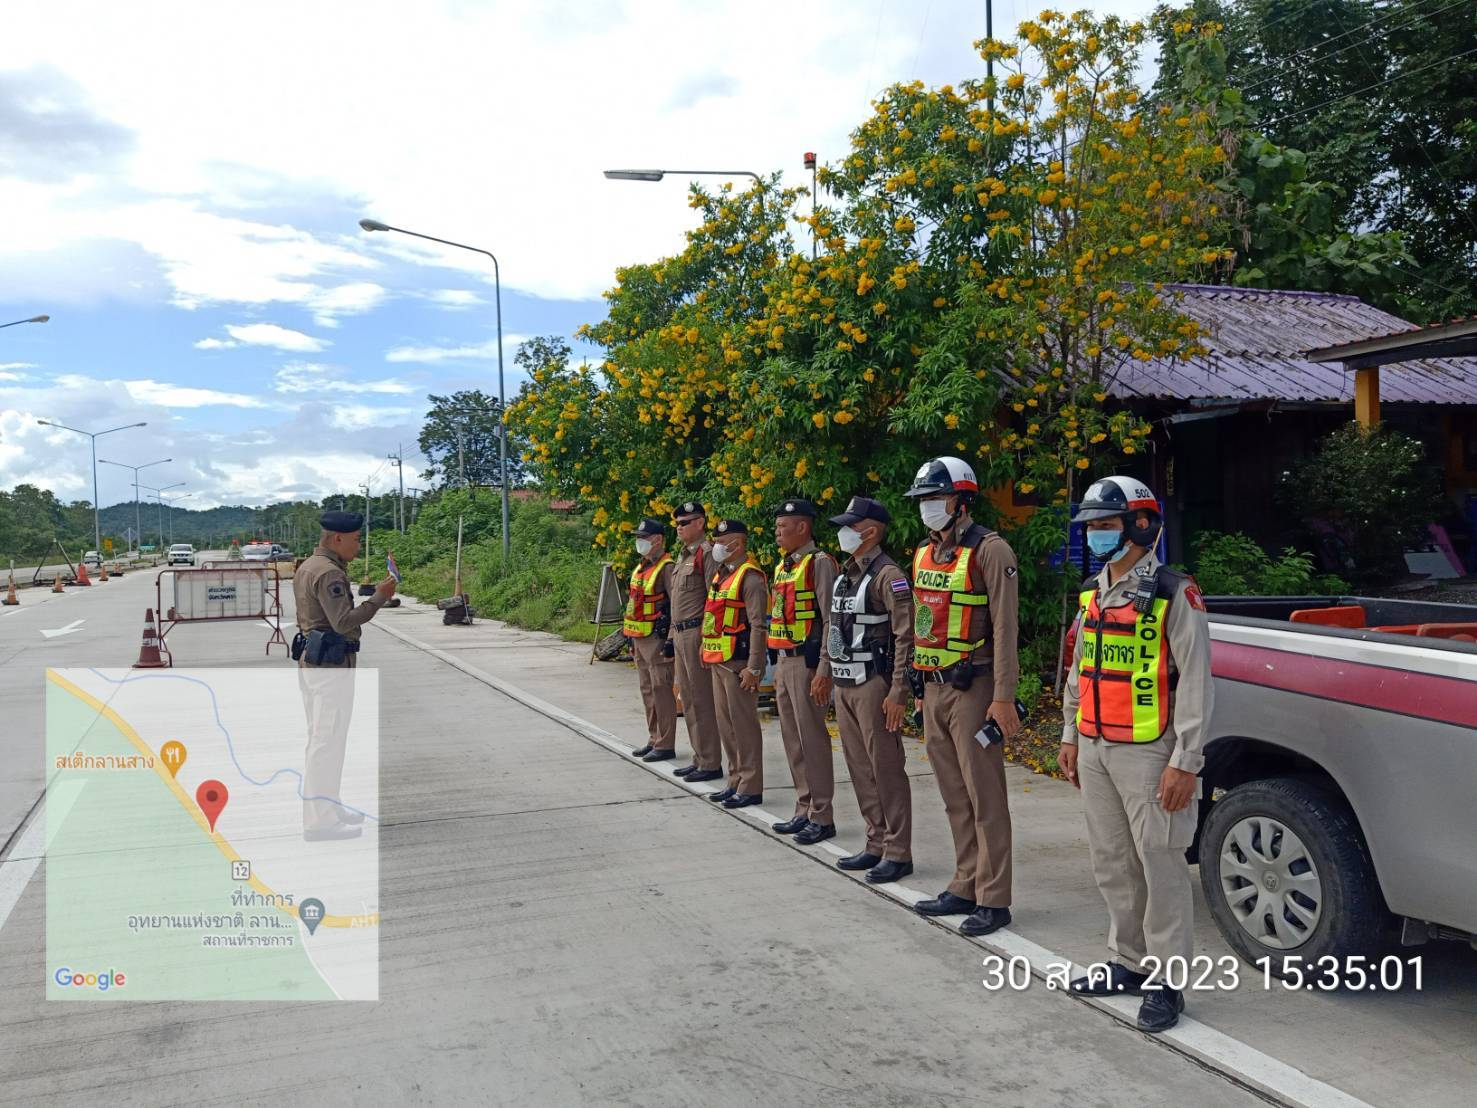 502
POLICE
POLICE
จราจร
POLICE
สเต็กลานสาง
12
ที่ทำการ
อุทยานแห่งชาติ ลาน...
สถานที่ราชการ
AH1
Google
30 ส.ค. 2023 15:35:01